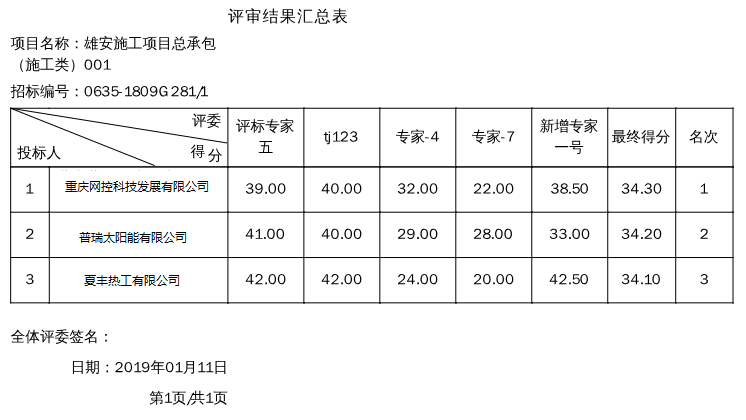 评审结果汇总表
项目名称：雄安施工项目总承包
（施工类）001
招标编号：0635-1809G281/1
评委
得分
投标人
评标专家五 tj123 专家-4 专家-7 新增专家一号 最终得分 名次
1 重庆网控科技发展有限公司 39.00 40.00 32.00 22.00 38.50 34.30 1
2 普瑞太阳能有限公司 41.00 40.00 29.00 28.00 33.00 34.20 2
3 夏丰热工有限公司 42.00 42.00 24.00 20.00 42.50 34.10 3
全体评委签名：
日期：2019年01月11日
第1页/共1页